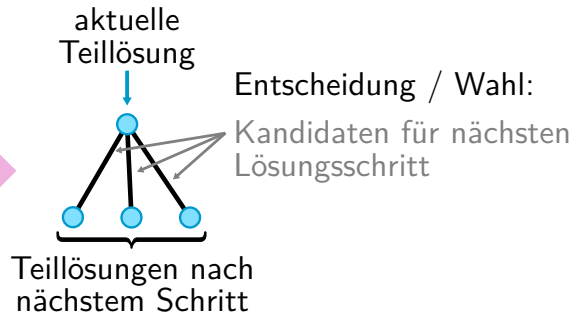 aktuelle
Teillösung
Entscheidung / Wahl:
Kandidaten für nächsten
Lösungsschritt
Teillösungen nach
nächstem Schritt